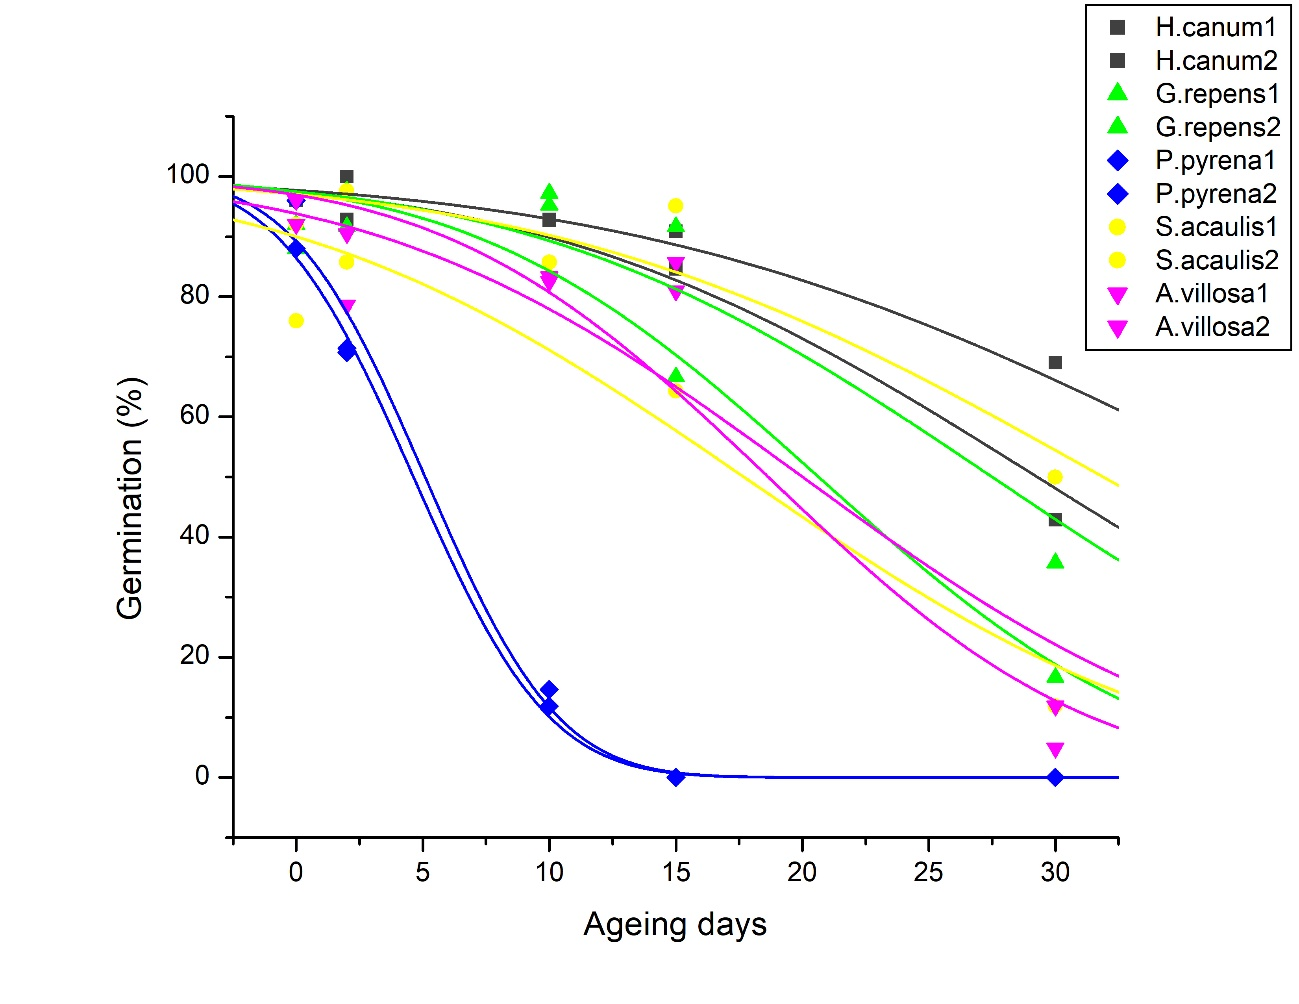 H.canum1
H.canum2
G.repens1
G.repens2
P.pyrena1
P.pyrena2
S.acaulis1
S.acaulis2
A.villosa1
A.villosa2
100
80
60
40
20
0
Germination (%)
0 5 10 15 20 25 30
Ageing days